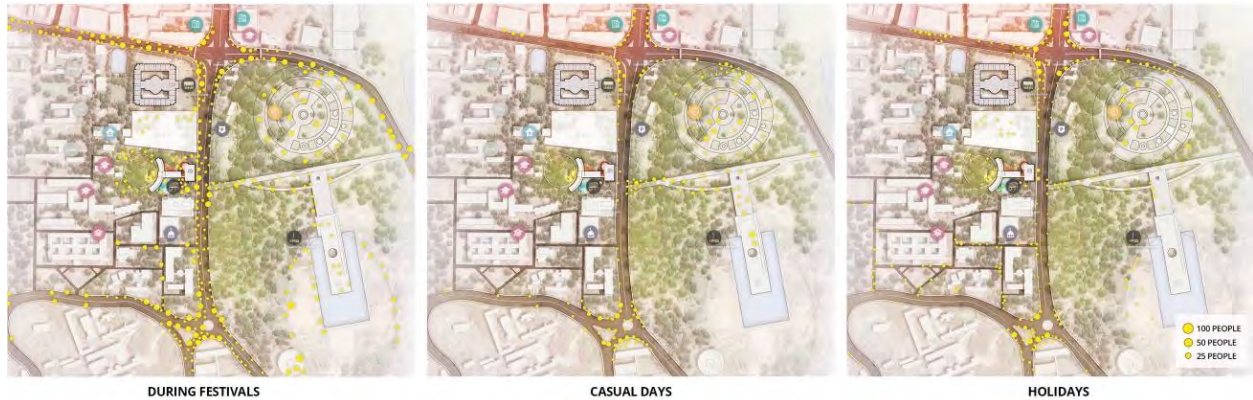 100 PEOPLE
50 PEOPLE
25 PEOPLE
DURING FESTIVALS
CASUAL DAYS
HOLIDAYS